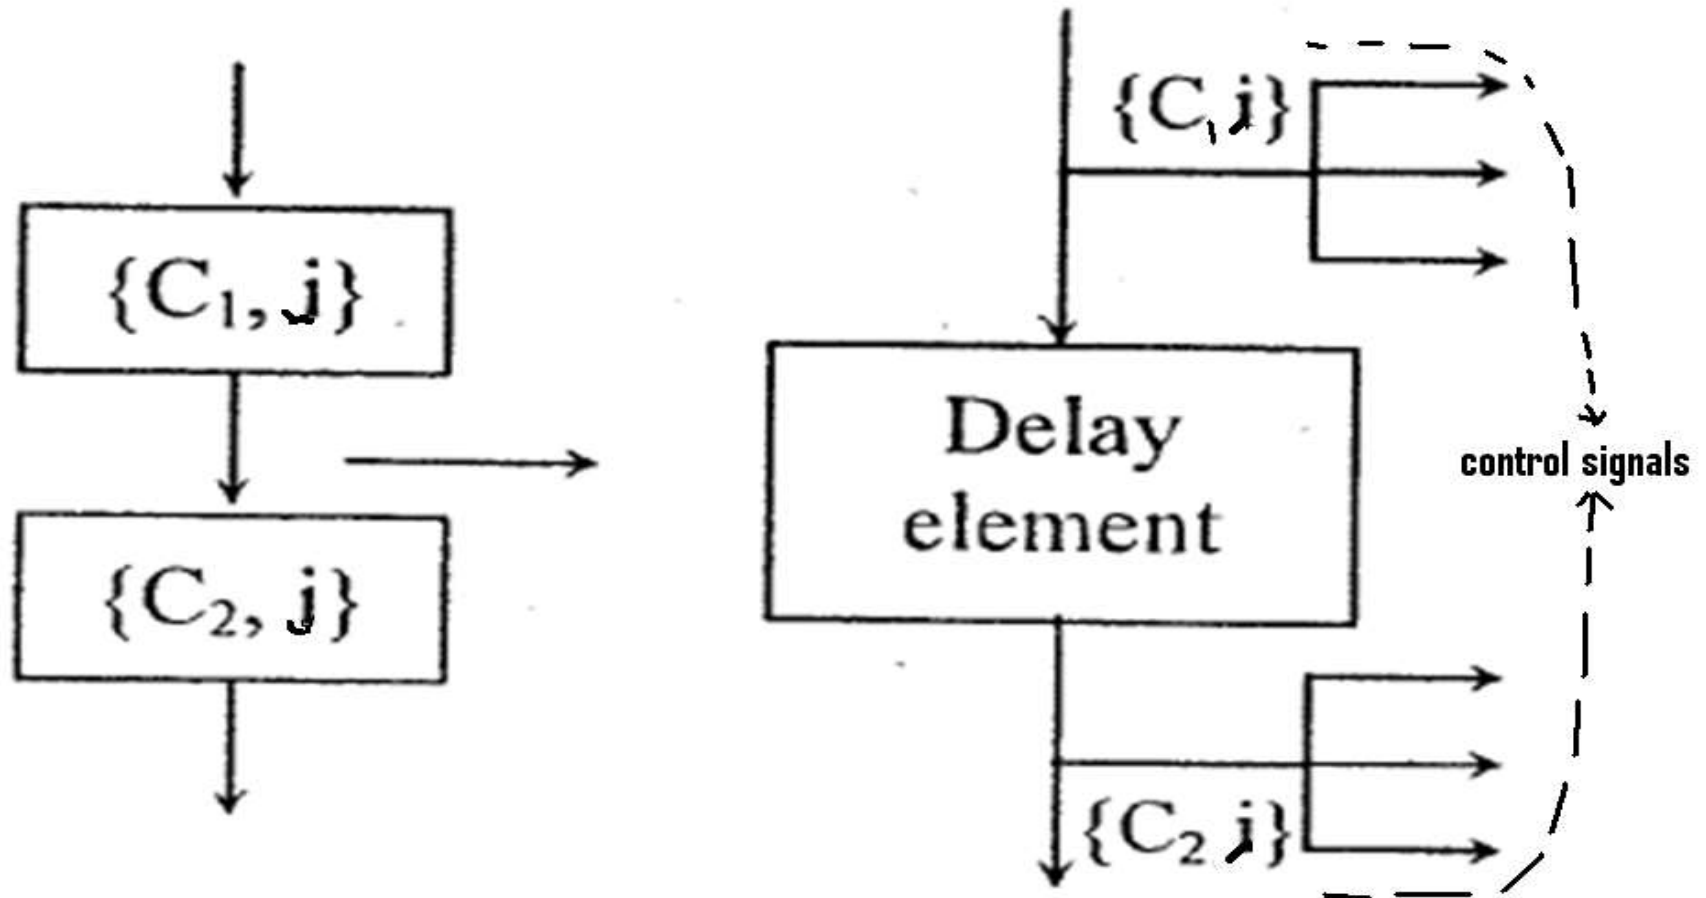 {C₁, j}
{C₂, j}
{C₁j}
Delay
element
control signals
{C₂ j}